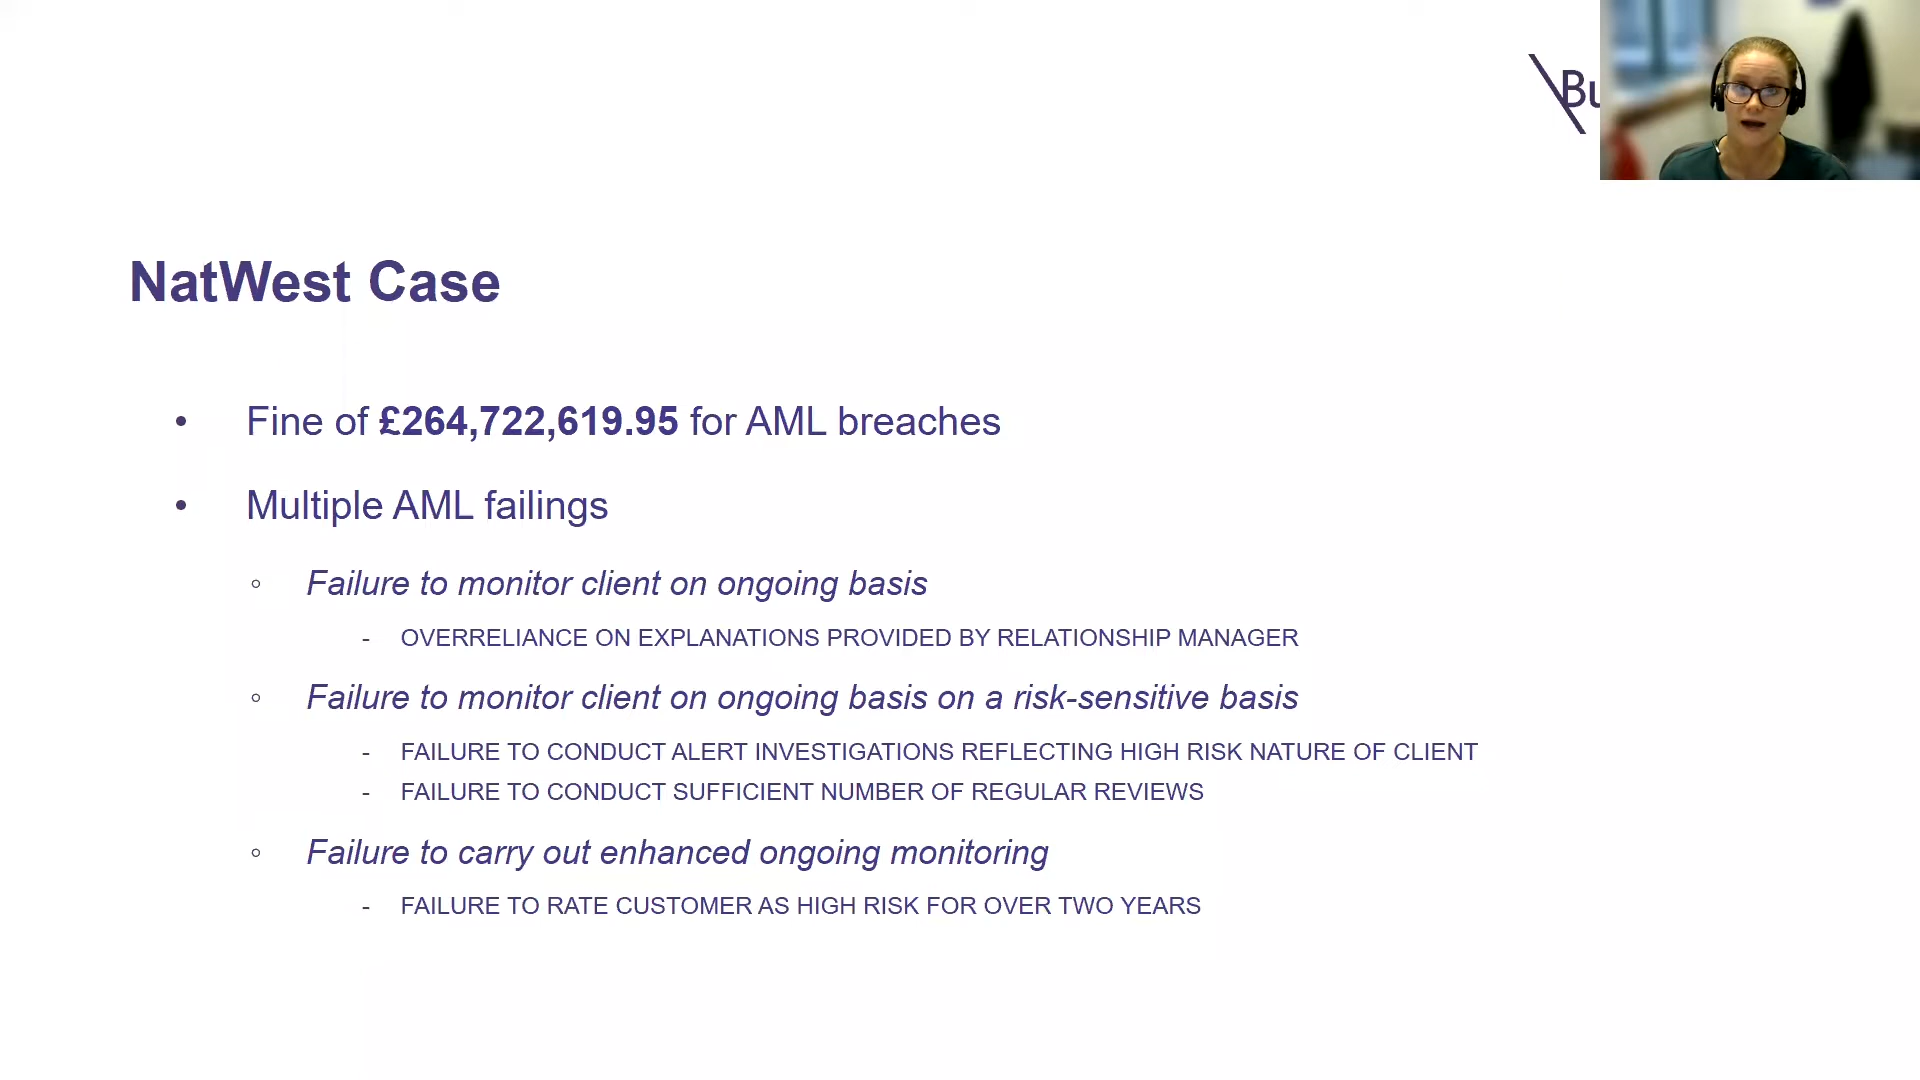 Bu
NatWest Case
• Fine of £264,722,619.95 for AML breaches
• Multiple AML failings
◦ Failure to monitor client on ongoing basis
- OVERRELIANCE ON EXPLANATIONS PROVIDED BY RELATIONSHIP MANAGER
◦ Failure to monitor client on ongoing basis on a risk-sensitive basis
- FAILURE TO CONDUCT ALERT INVESTIGATIONS REFLECTING HIGH RISK NATURE OF CLIENT
- FAILURE TO CONDUCT SUFFICIENT NUMBER OF REGULAR REVIEWS
◦ Failure to carry out enhanced ongoing monitoring
- FAILURE TO RATE CUSTOMER AS HIGH RISK FOR OVER TWO YEARS